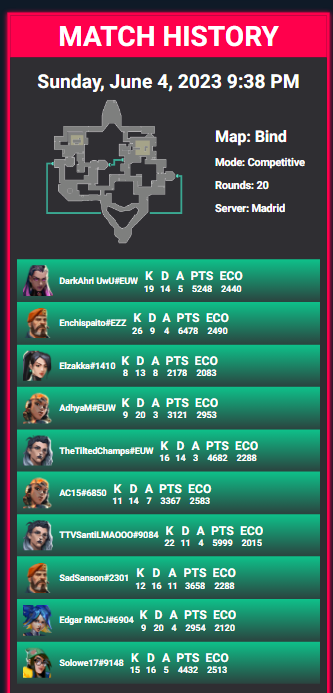 MATCH HISTORY
Sunday, June 4, 2023 9:38 PM
Map: Bind
Mode: Competitive
Rounds: 20
Server: Madrid
DarkAhri UwU#EUW K D A PTS ECO
19 14 5 5248 2440
Enchispaito#EZZ K D A PTS ECO
26 9 4 6478 2490
Elzakka#1410 K D A PTS ECO
8 13 8 2178 2083
AdhyaM#EUW K D A PTS ECO
9 20 3 3121 2953
TheTiltedChamps#EUW K D A PTS ECO
16 14 3 4682 2288
AC15#6850 K D A PTS ECO
11 14 7 3367 2583
TTVSantiLMAOOO#9084 K D A PTS ECO
22 11 4 5999 2015
SadSanson#2301 K D A PTS ECO
12 16 11 3658 2288
Edgar RMCJ#6904 K D A PTS ECO
9 20 4 2954 2120
Solowe17#9148 K D A PTS ECO
15 16 5 4432 2513